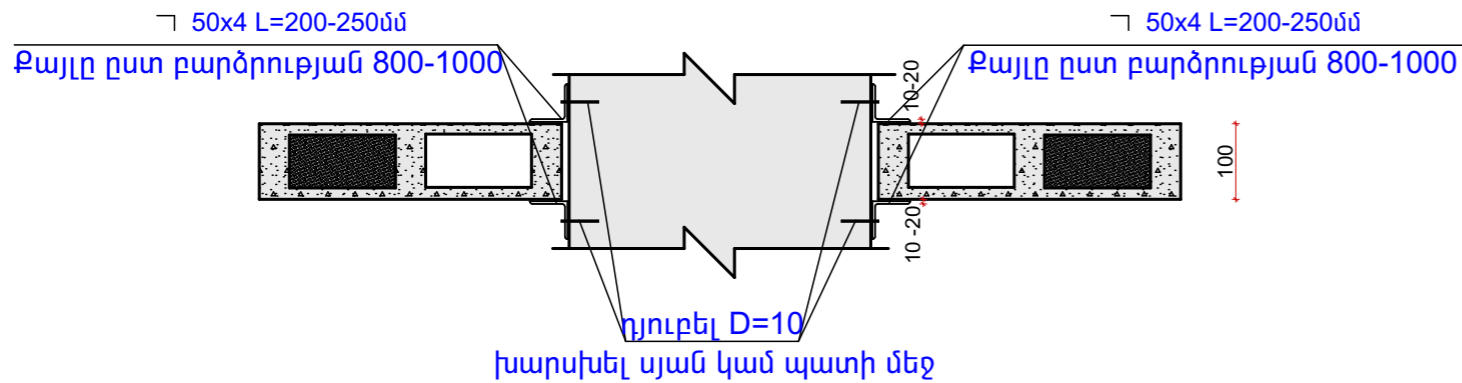 ㄱ 50x4 L=200-250մմ
Քայլը ըստ բարձրության 800-1000
ㄱ 50x4 L=200-250մմ
Քայլը ըստ բարձրության 800-1000
10-20
100
10 -20
դյուբել D=10
խարսխել սյան կամ պատի մեջ